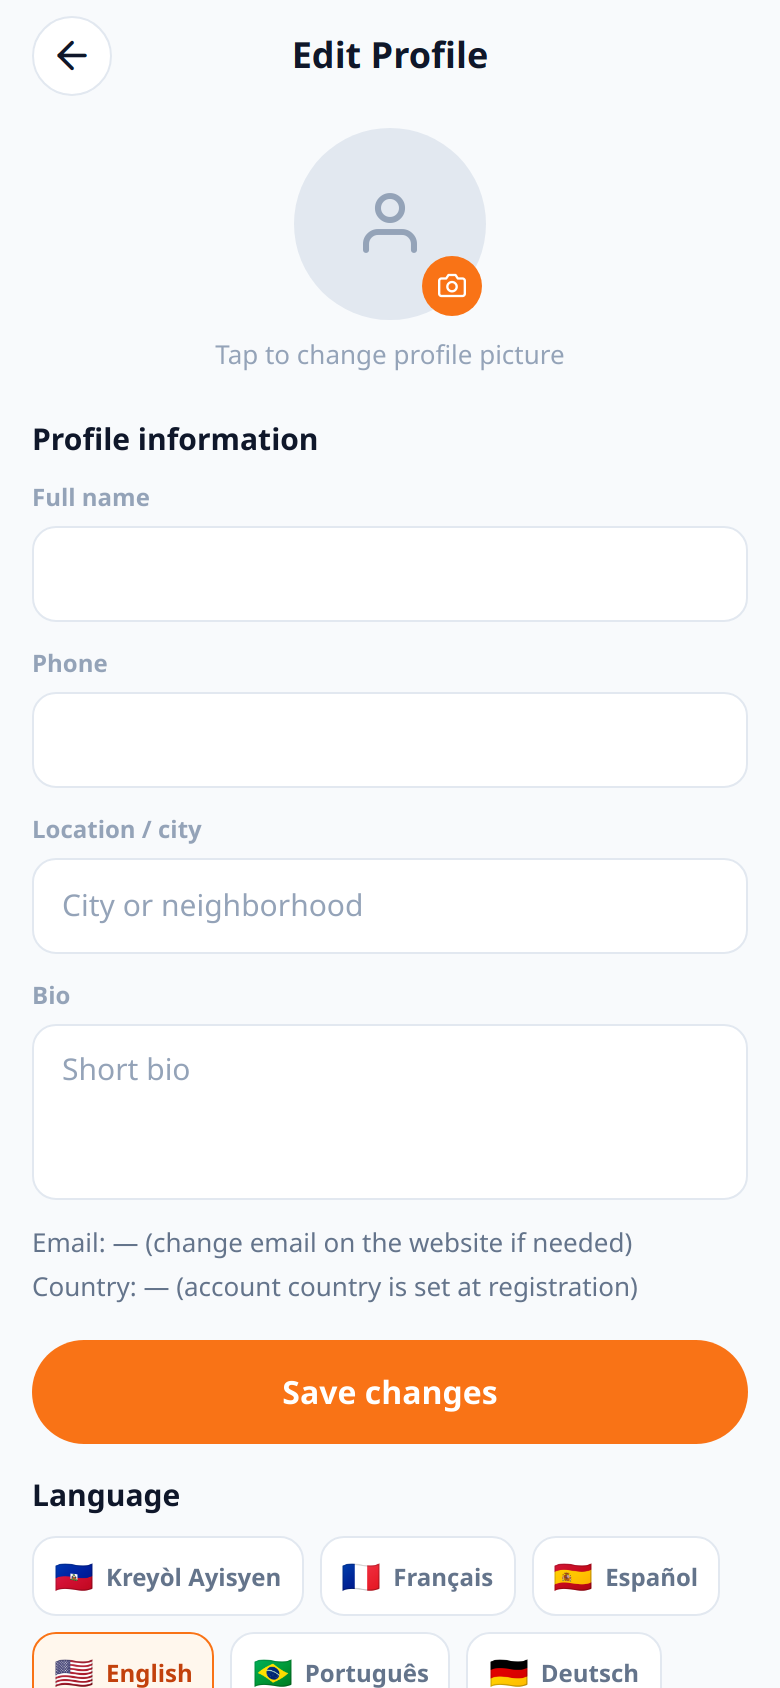 Edit Profile
Tap to change profile picture
Profile information
Full name
Phone
Location / city
City or neighborhood
Bio
Short bio
Email: — (change email on the website if needed)
Country: — (account country is set at registration)
Save changes
Language
Kreyòl Ayisyen Français Español
English Português Deutsch